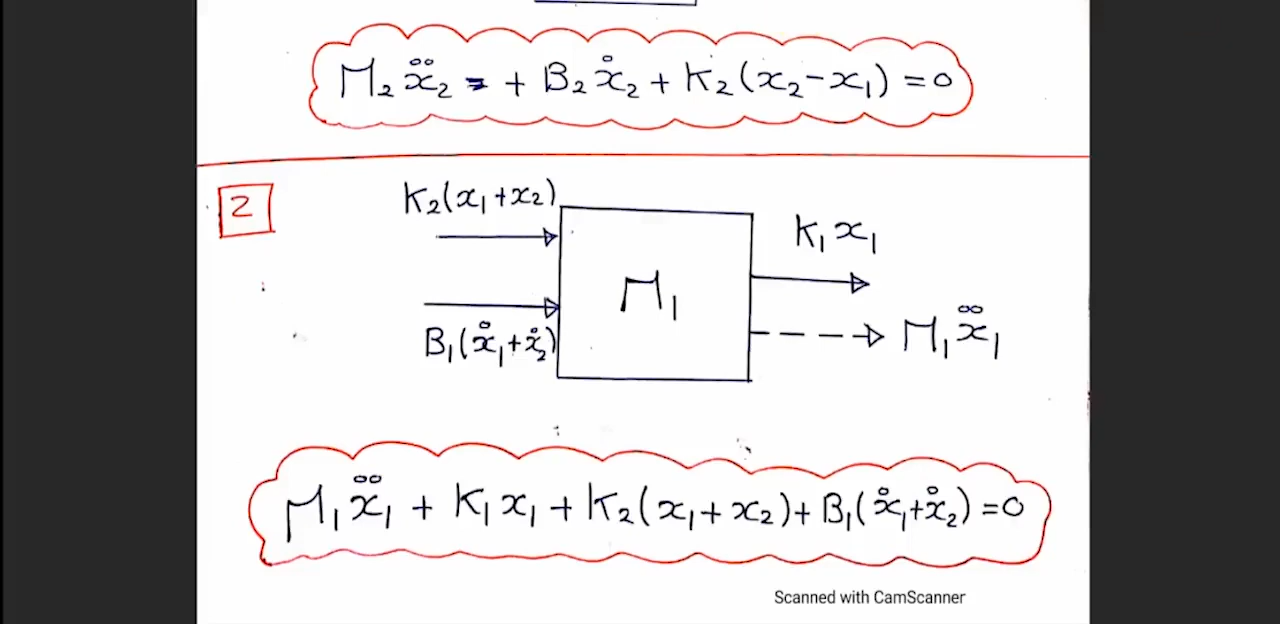 M₂ẍ₂ = + B₂ẋ₂ + K₂(x₂-x₁) = 0
2
K₂(x₁+x₂)
K₁x₁
M₁
B₁(ẋ₁+ẋ₂)
M₁ẍ₁
M₁ẍ₁ + K₁x₁ + K₂(x₁+x₂) + B₁(ẋ₁+ẋ₂) = 0
Scanned with CamScanner